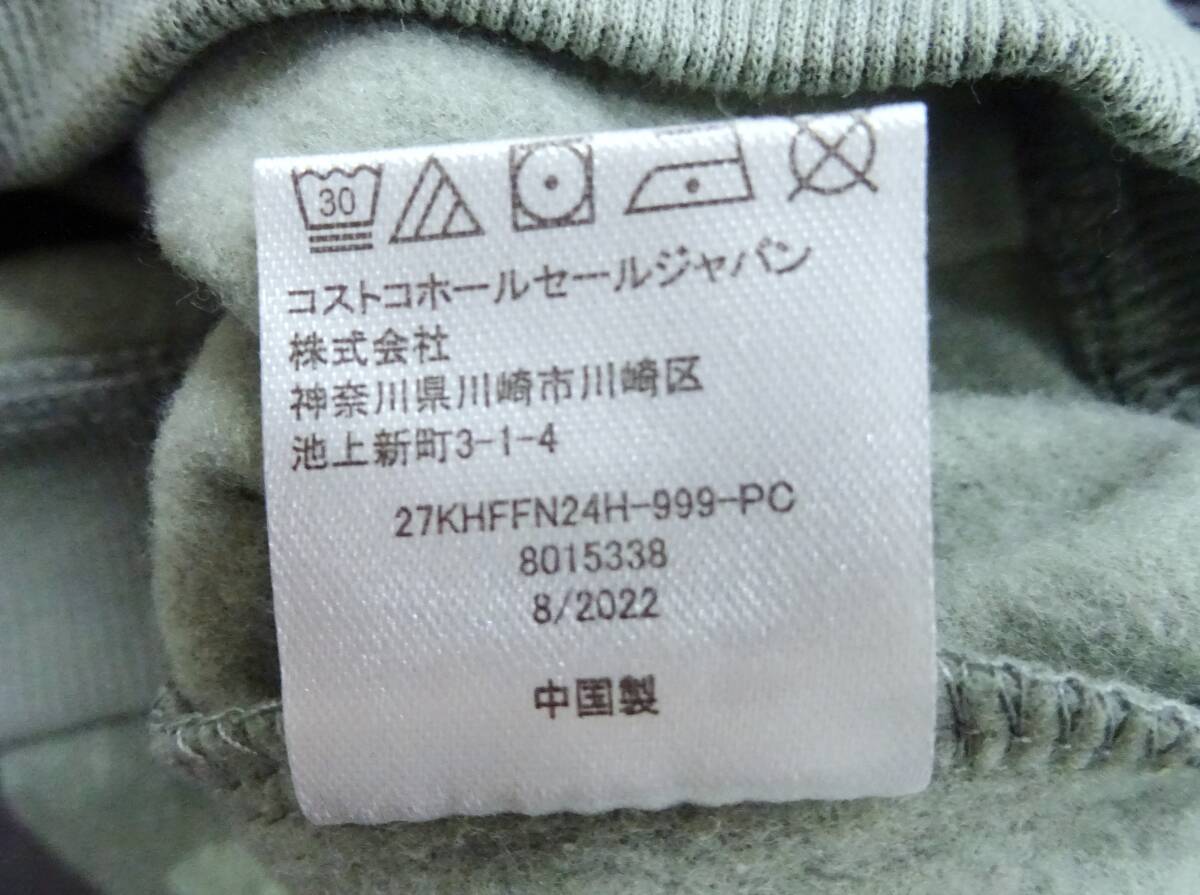 30
コストコホールセールジャパン
株式会社
神奈川県川崎市川崎区
池上新町3-1-4
27KHFFN24H-999-PC
8015338
8/2022
中国製